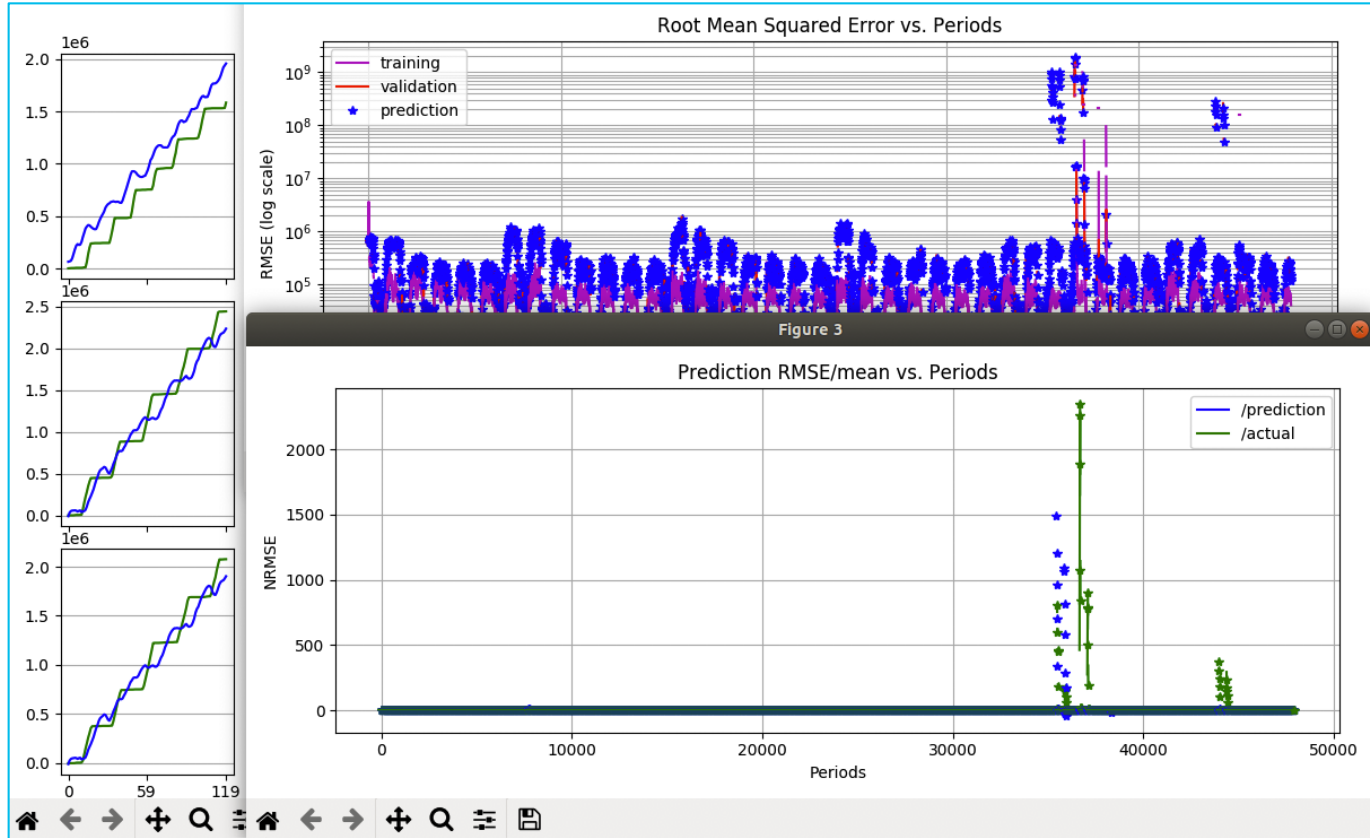 1e6
2.0
1.5
1.0
0.5
0.0
1e6
2.5
2.0
1.5
1.0
0.5
0.0
1e6
2.0
1.5
1.0
0.5
0.0
0 59 119
Root Mean Squared Error vs. Periods
training
validation
prediction
RMSE (log scale)
10⁹
10⁸
10⁷
10⁶
10⁵
Figure 3
Prediction RMSE/mean vs. Periods
/prediction
/actual
NRMSE
2000
1500
1000
500
0
0 10000 20000 30000 40000 50000
Periods